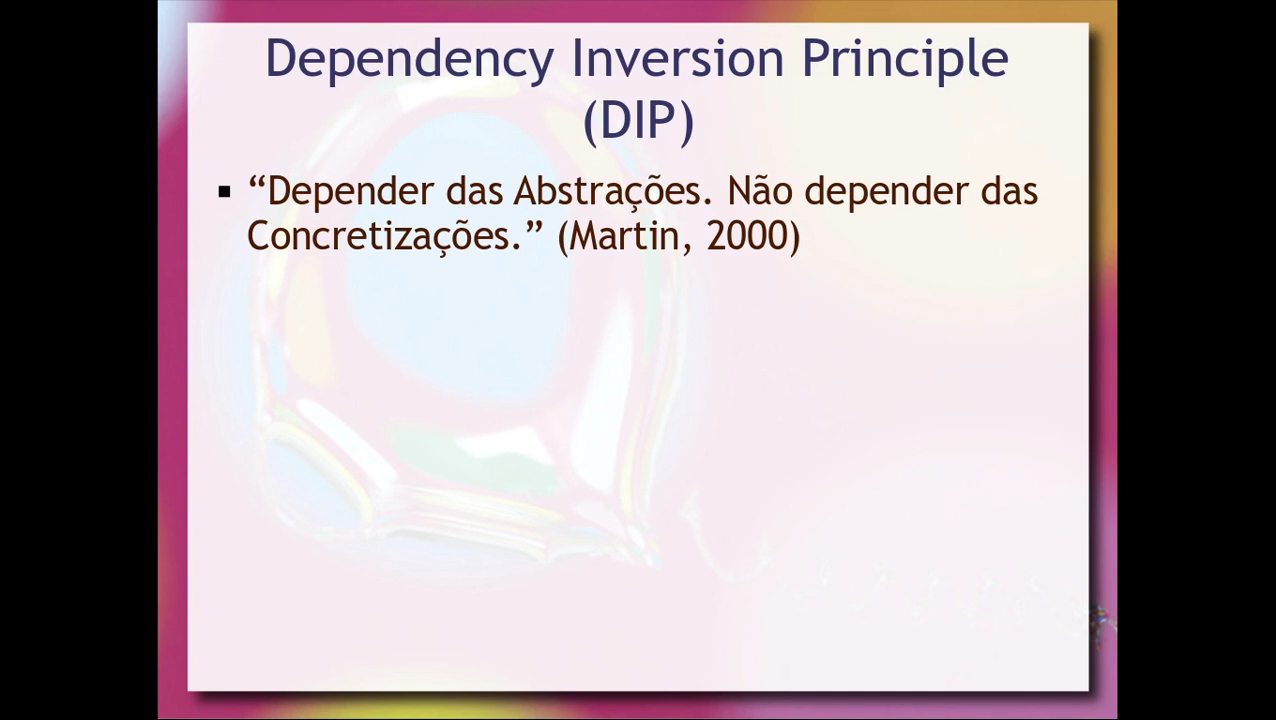 Dependency Inversion Principle
(DIP)
▪ “Depender das Abstrações. Não depender das
Concretizações.” (Martin, 2000)